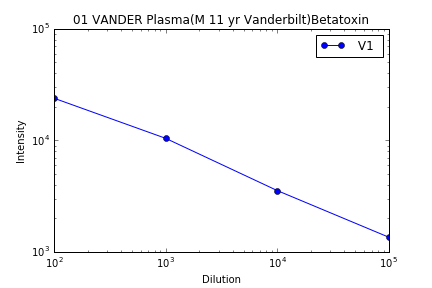 01 VANDER Plasma(M 11 yr Vanderbilt)Betatoxin
10^5
V1
10^4
Intensity
10^3
10^2 10^3 10^4 10^5
Dilution